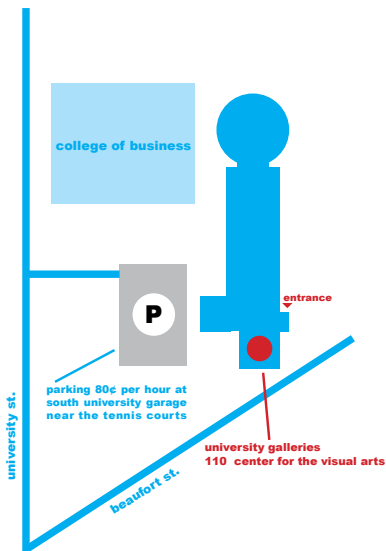 college of business
entrance
P
parking 80¢ per hour at
south university garage
near the tennis courts
university st.
beaufort st.
university galleries
110 center for the visual arts